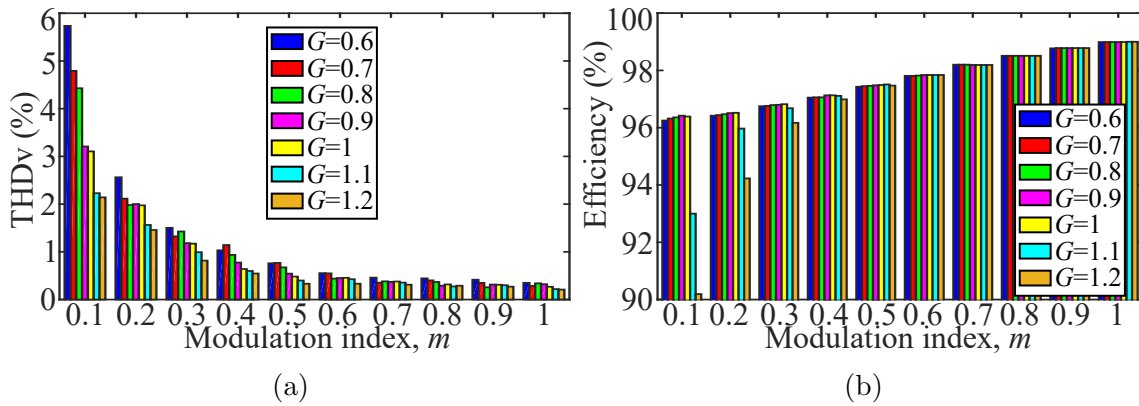 6
5
4
3
2
1
0
THDv (%)
G=0.6
G=0.7
G=0.8
G=0.9
G=1
G=1.1
G=1.2
0.1 0.2 0.3 0.4 0.5 0.6 0.7 0.8 0.9 1
Modulation index, m
(a)
100
98
96
94
92
90
Efficiency (%)
G=0.6
G=0.7
G=0.8
G=0.9
G=1
G=1.1
G=1.2
0.1 0.2 0.3 0.4 0.5 0.6 0.7 0.8 0.9 1
Modulation index, m
(b)